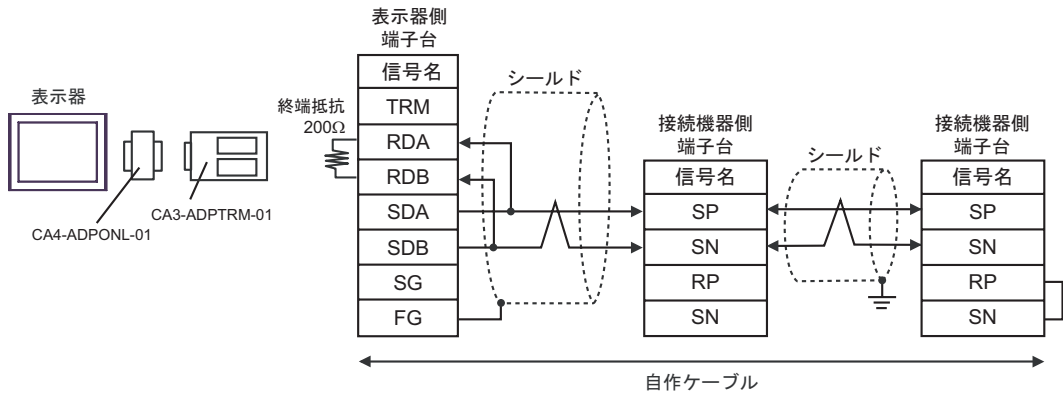 表示器
CA4-ADPONL-01
CA3-ADPTRM-01
終端抵抗
200Ω
表示器側
端子台
信号名
TRM
RDA
RDB
SDA
SDB
SG
FG
シールド
接続機器側
端子台
信号名
SP
SN
RP
SN
シールド
接続機器側
端子台
信号名
SP
SN
RP
SN
自作ケーブル